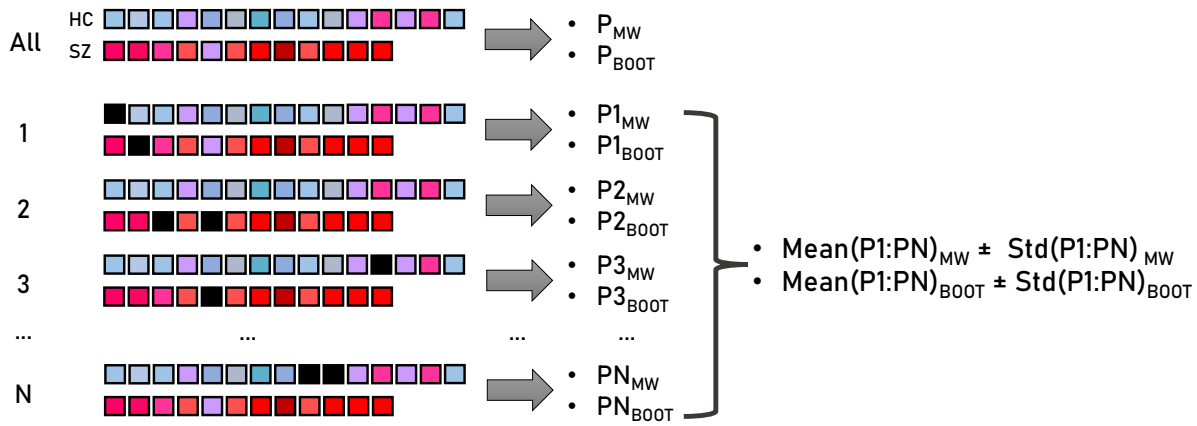 All
HC
SZ
• P_MW
• P_BOOT
1
• P1_MW
• P1_BOOT
2
• P2_MW
• P2_BOOT
3
• P3_MW
• P3_BOOT
• Mean(P1:PN)_MW ± Std(P1:PN)_MW
• Mean(P1:PN)_BOOT ± Std(P1:PN)_BOOT
... ... ... ...
N
• PN_MW
• PN_BOOT